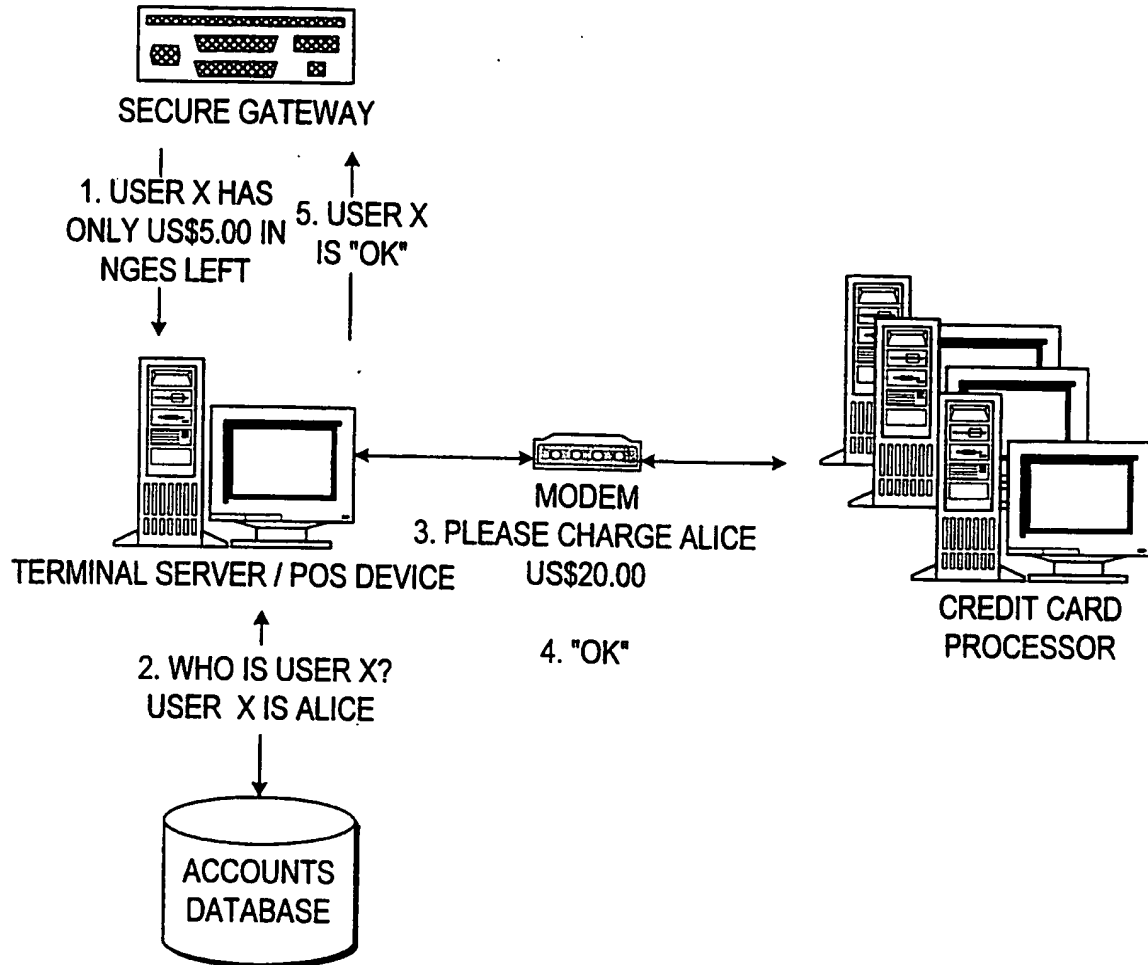 SECURE GATEWAY
1. USER X HAS
ONLY US$5.00 IN
NGES LEFT
5. USER X
IS "OK"
TERMINAL SERVER / POS DEVICE
MODEM
3. PLEASE CHARGE ALICE
US$20.00
4. "OK"
CREDIT CARD
PROCESSOR
2. WHO IS USER X?
USER X IS ALICE
ACCOUNTS
DATABASE